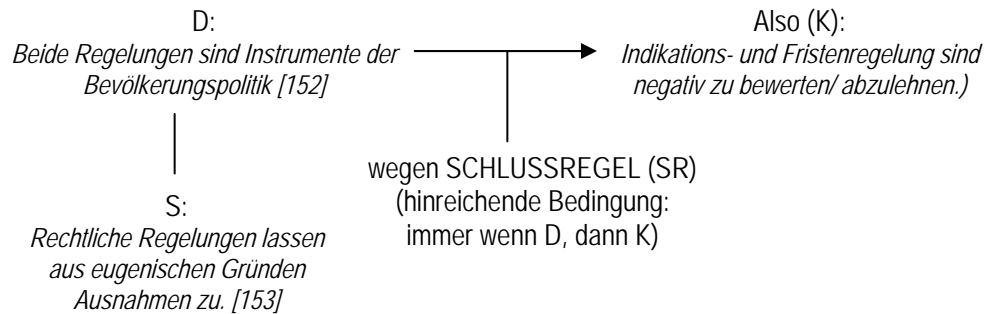 D:
Beide Regelungen sind Instrumente der
Bevölkerungspolitik [152]
Also (K):
Indikations- und Fristenregelung sind
negativ zu bewerten/ abzulehnen.)
wegen SCHLUSSREGEL (SR)
(hinreichende Bedingung:
immer wenn D, dann K)
S:
Rechtliche Regelungen lassen
aus eugenischen Gründen
Ausnahmen zu. [153]